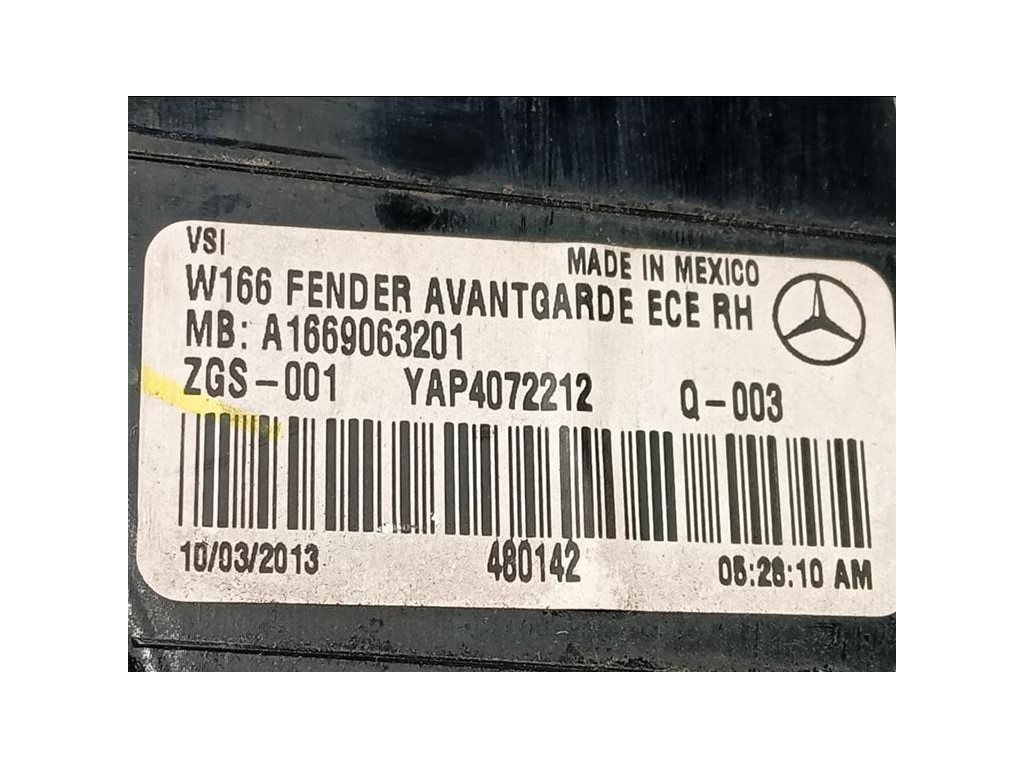 VSI
MADE IN MEXICO
W166 FENDER AVANTGARDE ECE RH
MB: A1669063201
ZGS-001 YAP4072212 Q-003
10/03/2013 480142 05:28:10 AM